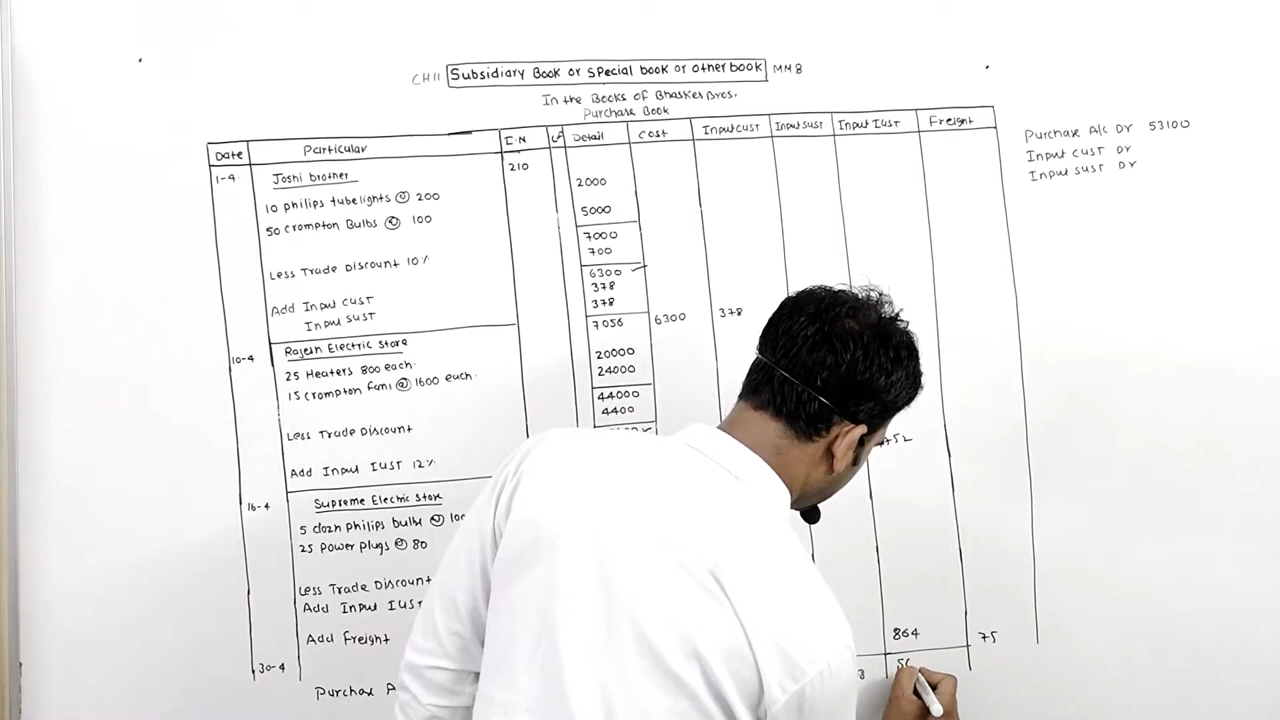 CH11 Subsidiary Book or Special book or other book MM8
In the Books of Bhasker Bros.
Purchase Book
Date Particular I.N LF Detail Cost Input CUST Input SUST Input IUST Freight
1-4 Joshi brother 210
10 philips tubelights @ 200 2000
50 crompton Bulbs @ 100 5000
7000
Less Trade Discount 10% 700
6300
Add Input CUST 378
Input SUST 378
7056 6300 378
10-4 Rajesh Electric Store
25 Heaters 800 each. 20000
15 crompton fans @ 1600 each. 24000
44000
Less Trade Discount 4400
Add Input IUST 12%
16-4 Supreme Electric Store
5 dozn philips bulbs @ 100
25 power plugs @ 80
Less Trade Discount
Add Input IUST 864
Add Freight 75
30-4
Purchase A
Purchase A/c Dr 53100
Input CUST Dr
Input SUST Dr